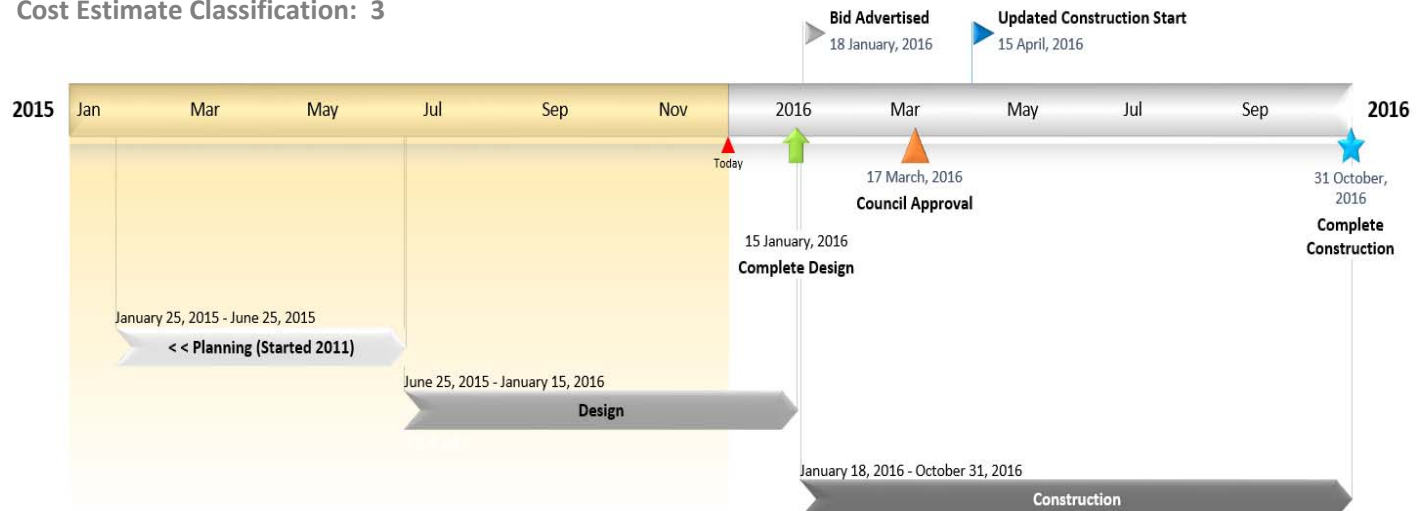 Cost Estimate Classification: 3
Bid Advertised
18 January, 2016
Updated Construction Start
15 April, 2016
2015 Jan Mar May Jul Sep Nov 2016 Mar May Jul Sep 2016
Today
17 March, 2016
Council Approval
31 October,
2016
Complete
Construction
15 January, 2016
Complete Design
January 25, 2015 - June 25, 2015
< < Planning (Started 2011)
June 25, 2015 - January 15, 2016
Design
January 18, 2016 - October 31, 2016
Construction